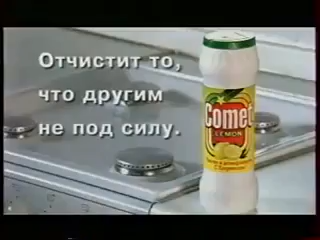 Отчистит то,
что другим
не под силу.
Comet
LEMON